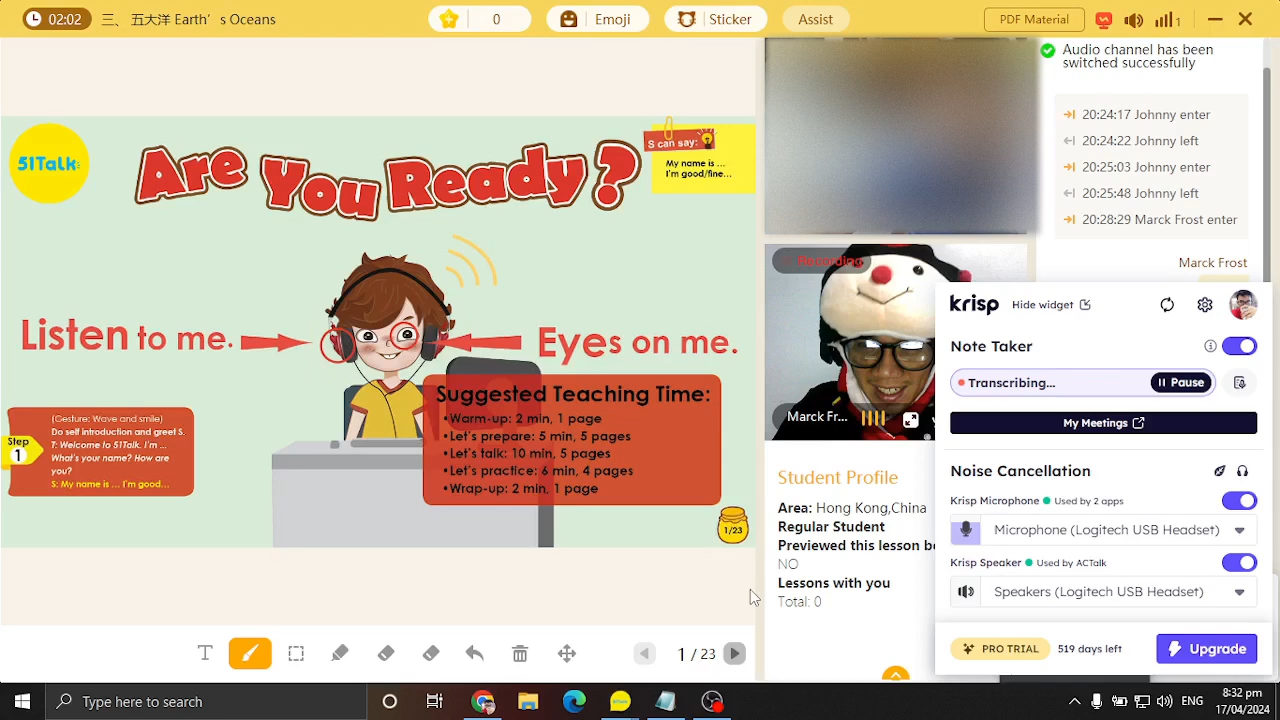 02:02
三、五大洋 Earth's Oceans
0
Emoji
Sticker
Assist
PDF Material
1
51Talk
Are You Ready?
S can say:
My name is ...
I'm good/fine...
Listen to me.
Eyes on me.
Step
1
(Gesture: Wave and smile)
Do self introduction and greet S.
T: Welcome to 51Talk. I'm ...
What's your name? How are
you?
S: My name is ... I'm good...
Suggested Teaching Time:
•Warm-up: 2 min, 1 page
•Let's prepare: 5 min, 5 pages
•Let's talk: 10 min, 5 pages
•Let's practice: 6 min, 4 pages
•Wrap-up: 2 min, 1 page
1/23
T
1 / 23
Recording
Marck Fr...
Student Profile
Area: Hong Kong,China
Regular Student
Previewed this lesson be
NO
Lessons with you
Total: 0
Audio channel has been
switched successfully
20:24:17 Johnny enter
20:24:22 Johnny left
20:25:03 Johnny enter
20:25:48 Johnny left
20:28:29 Marck Frost enter
Marck Frost
krisp
Hide widget
Note Taker
Transcribing...
Pause
My Meetings
Noise Cancellation
Krisp Microphone
Used by 2 apps
Microphone (Logitech USB Headset)
Krisp Speaker
Used by ACTalk
Speakers (Logitech USB Headset)
PRO TRIAL
519 days left
Upgrade
Type here to search
51Talk
ENG
8:32 pm
17/04/2024